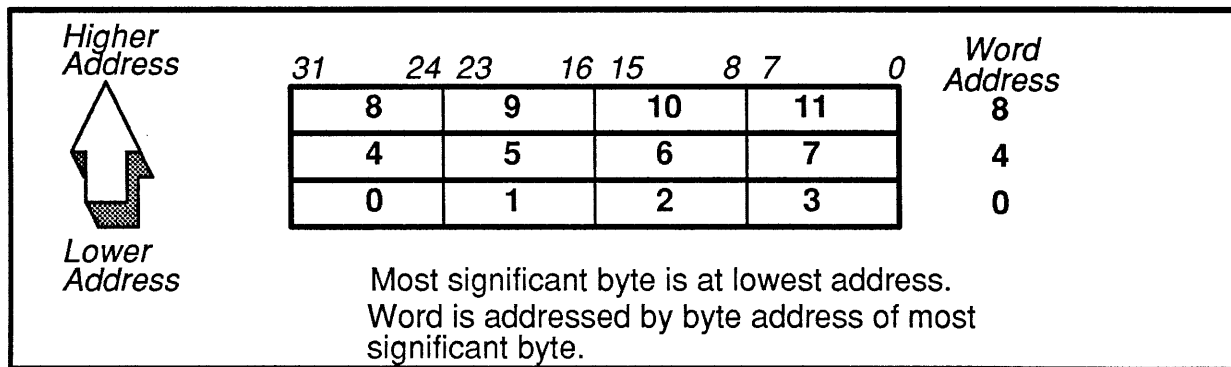 Higher
Address
31 24 23 16 15 8 7 0
Word
Address
8 9 10 11 8
4 5 6 7 4
0 1 2 3 0
Lower
Address
Most significant byte is at lowest address.
Word is addressed by byte address of most
significant byte.